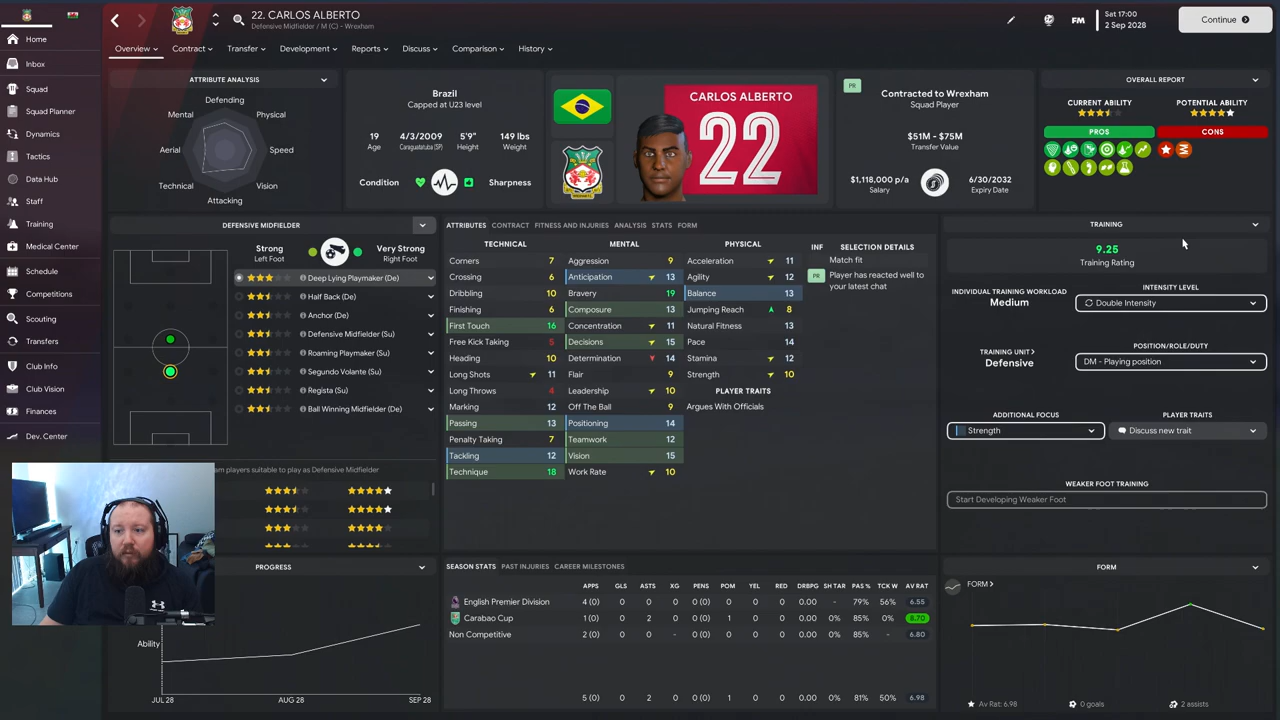 22. CARLOS ALBERTO
Defensive Midfielder / M (C) - Wrexham
FM
Sat 17:00
2 Sep 2028
Continue
Overview
Contract
Transfer
Development
Reports
Discuss
Comparison
History
Home
Inbox
Squad
Squad Planner
Dynamics
Tactics
Data Hub
Staff
Training
Medical Center
Schedule
Competitions
Scouting
Transfers
Club Info
Club Vision
Finances
Dev. Center
ATTRIBUTE ANALYSIS
Defending
Mental
Physical
Aerial
Speed
Technical
Vision
Attacking
Brazil
Capped at U23 level
19
4/3/2009
5'9"
149 lbs
Age
Caraguatatuba (SP)
Height
Weight
Condition
Sharpness
CARLOS ALBERTO
22
PR
Contracted to Wrexham
Squad Player
$51M - $75M
Transfer Value
$1,118,000 p/a
Salary
6/30/2032
Expiry Date
OVERALL REPORT
CURRENT ABILITY
POTENTIAL ABILITY
PROS
CONS
DEFENSIVE MIDFIELDER
Strong
Left Foot
Very Strong
Right Foot
Deep Lying Playmaker (De)
Half Back (De)
Anchor (De)
Defensive Midfielder (Su)
Roaming Playmaker (Su)
Segundo Volante (Su)
Regista (Su)
Ball Winning Midfielder (De)
players suitable to play as Defensive Midfielder
ATTRIBUTES
CONTRACT
FITNESS AND INJURIES
ANALYSIS
STATS
FORM
TECHNICAL
Corners 7
Crossing 6
Dribbling 10
Finishing 6
First Touch 16
Free Kick Taking 5
Heading 10
Long Shots 11
Long Throws 4
Marking 12
Passing 13
Penalty Taking 7
Tackling 12
Technique 18
MENTAL
Aggression 9
Anticipation 13
Bravery 19
Composure 13
Concentration 11
Decisions 15
Determination 14
Flair 9
Leadership 10
Off The Ball 9
Positioning 14
Teamwork 12
Vision 15
Work Rate 10
PHYSICAL
Acceleration 11
Agility 12
Balance 13
Jumping Reach 8
Natural Fitness 13
Pace 14
Stamina 12
Strength 10
PLAYER TRAITS
Argues With Officials
INF
SELECTION DETAILS
Match fit
PR
Player has reacted well to
your latest chat
TRAINING
9.25
Training Rating
INDIVIDUAL TRAINING WORKLOAD
Medium
INTENSITY LEVEL
Double Intensity
TRAINING UNIT
Defensive
POSITION/ROLE/DUTY
DM - Playing position
ADDITIONAL FOCUS
Strength
PLAYER TRAITS
Discuss new trait
WEAKER FOOT TRAINING
Start Developing Weaker Foot
PROGRESS
Ability
JUL 28
AUG 28
SEP 28
SEASON STATS
PAST INJURIES
CAREER MILESTONES
APPS GLS ASTS XG PENS POM YEL RED DRBPG SH TAR PAS % TCK W AV RAT
English Premier Division 4 (0) 0 0 0 0 (0) 0 0 0 0.00 - 79% 56% 6.55
Carabao Cup 1 (0) 0 2 0 0 (0) 1 0 0 0.00 0% 85% 0% 8.70
Non Competitive 2 (0) 0 0 - 0 (0) 0 0 0 0.00 0% 85% - 6.80
5 (0) 0 2 0 (0) 1 0 0 0.00 0% 81% 50% 6.98
FORM
FORM
Av Rat: 6.98
0 goals
2 assists